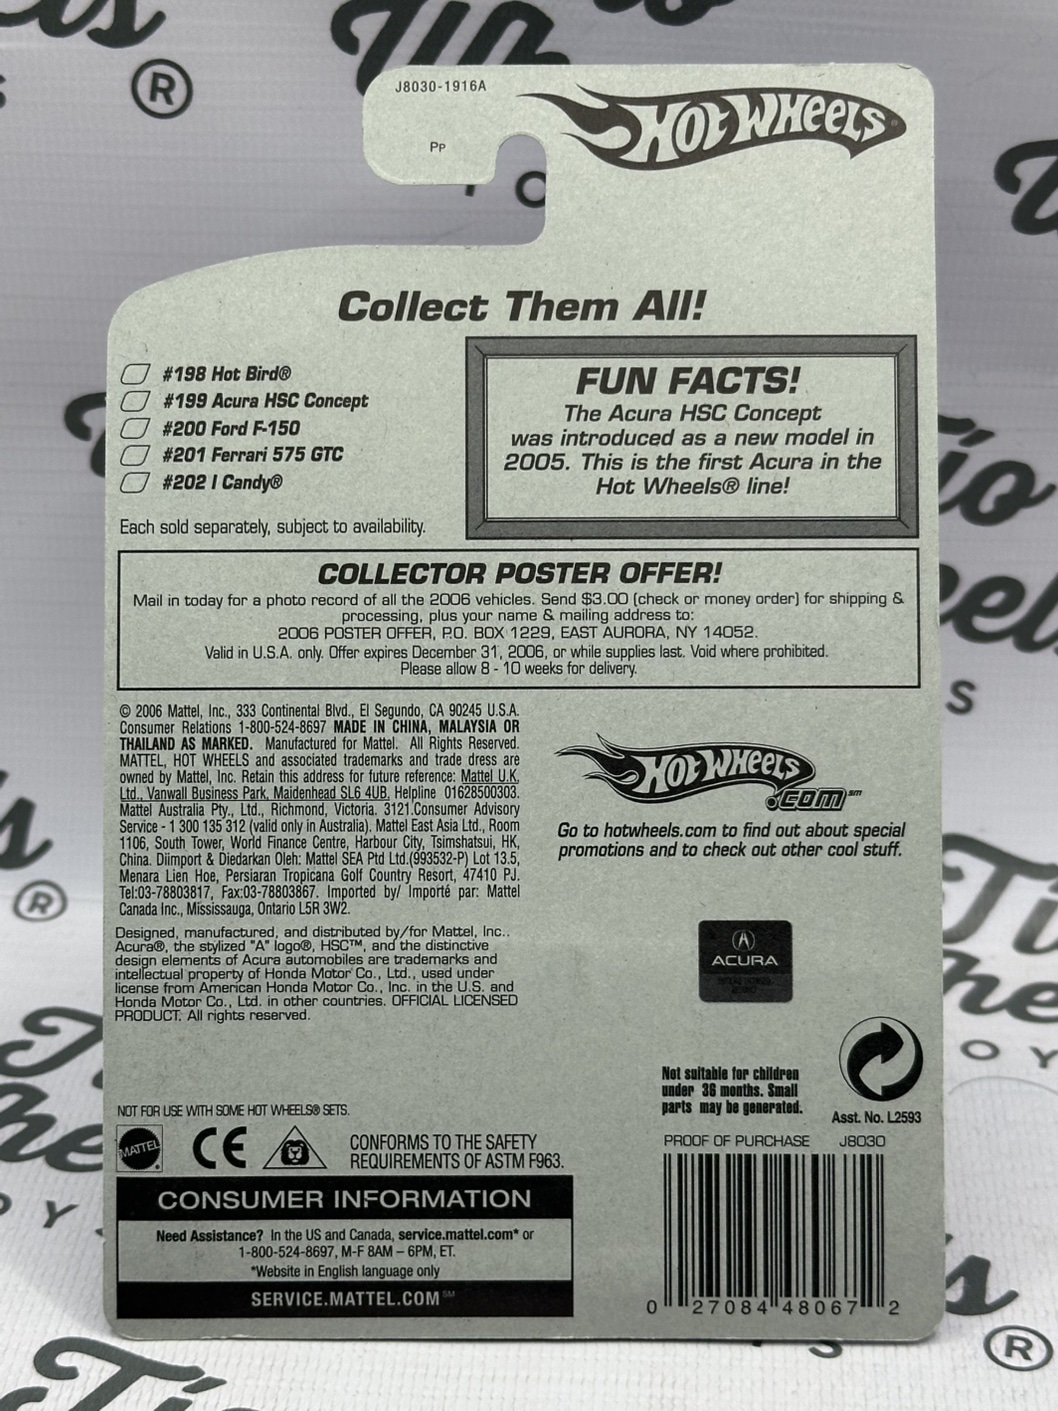 J8030-1916A
Pp
HOT WHEELS®
Collect Them All!
#198 Hot Bird®
#199 Acura HSC Concept
#200 Ford F-150
#201 Ferrari 575 GTC
#202 I Candy®
Each sold separately, subject to availability.
FUN FACTS!
The Acura HSC Concept
was introduced as a new model in
2005. This is the first Acura in the
Hot Wheels® line!
COLLECTOR POSTER OFFER!
Mail in today for a photo record of all the 2006 vehicles. Send $3.00 (check or money order) for shipping &
processing, plus your name & mailing address to:
2006 POSTER OFFER, P.O. BOX 1229, EAST AURORA, NY 14052.
Valid in U.S.A. only. Offer expires December 31, 2006, or while supplies last. Void where prohibited.
Please allow 8 - 10 weeks for delivery.
© 2006 Mattel, Inc., 333 Continental Blvd., El Segundo, CA 90245 U.S.A.
Consumer Relations 1-800-524-8697 MADE IN CHINA, MALAYSIA OR
THAILAND AS MARKED. Manufactured for Mattel. All Rights Reserved.
MATTEL, HOT WHEELS and associated trademarks and trade dress are
owned by Mattel, Inc. Retain this address for future reference: Mattel U.K.
Ltd., Vanwall Business Park, Maidenhead SL6 4UB. Helpline 01628500303.
Mattel Australia Pty., Ltd., Richmond, Victoria. 3121.Consumer Advisory
Service - 1 300 135 312 (valid only in Australia). Mattel East Asia Ltd., Room
1106, South Tower, World Finance Centre, Harbour City, Tsimshatsui, HK,
China. Diimport & Diedarkan Oleh: Mattel SEA Ptd Ltd.(993532-P) Lot 13.5,
Menara Lien Hoe, Persiaran Tropicana Golf Country Resort, 47410 PJ.
Tel:03-78803817, Fax:03-78803867. Imported by/ Importé par: Mattel
Canada Inc., Mississauga, Ontario L5R 3W2.
Designed, manufactured, and distributed by/for Mattel, Inc..
Acura®, the stylized "A" logo®, HSC™, and the distinctive
design elements of Acura automobiles are trademarks and
intellectual property of Honda Motor Co., Ltd., used under
license from American Honda Motor Co., Inc. in the U.S. and
Honda Motor Co., Ltd. in other countries. OFFICIAL LICENSED
PRODUCT. All rights reserved.
HOT WHEELS
.COM℠
Go to hotwheels.com to find out about special
promotions and to check out other cool stuff.
ACURA
Not suitable for children
under 36 months. Small
parts may be generated.
Asst. No. L2593
NOT FOR USE WITH SOME HOT WHEELS® SETS.
MATTEL
CE
CONFORMS TO THE SAFETY
REQUIREMENTS OF ASTM F963.
PROOF OF PURCHASE J8030
CONSUMER INFORMATION
Need Assistance? In the US and Canada, service.mattel.com* or
1-800-524-8697, M-F 8AM – 6PM, ET.
*Website in English language only
SERVICE.MATTEL.COM℠
0 27084 48067 2